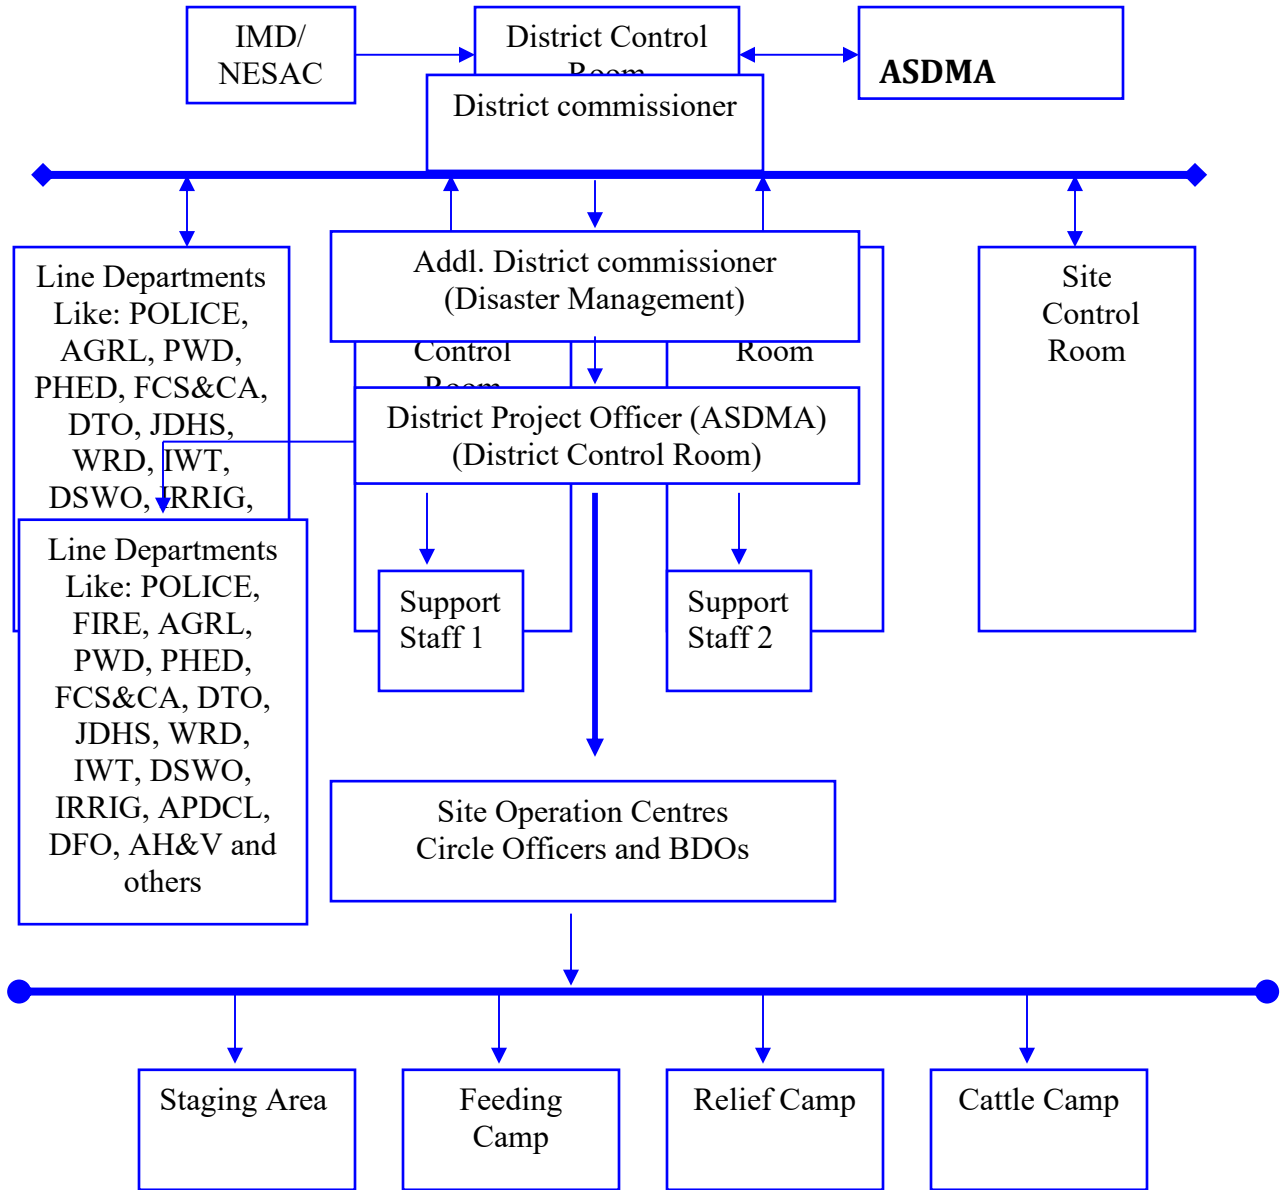 IMD/
NESAC
District Control
Room
ASDMA
District commissioner
Line Departments
Like: POLICE,
AGRL, PWD,
PHED, FCS&CA,
DTO, JDHS,
WRD, IWT,
DSWO, IRRIG,
Addl. District commissioner
(Disaster Management)
Control
Room
Room
Site
Control
Room
District Project Officer (ASDMA)
(District Control Room)
Line Departments
Like: POLICE,
FIRE, AGRL,
PWD, PHED,
FCS&CA, DTO,
JDHS, WRD,
IWT, DSWO,
IRRIG, APDCL,
DFO, AH&V and
others
Support
Staff 1
Support
Staff 2
Site Operation Centres
Circle Officers and BDOs
Staging Area
Feeding
Camp
Relief Camp
Cattle Camp